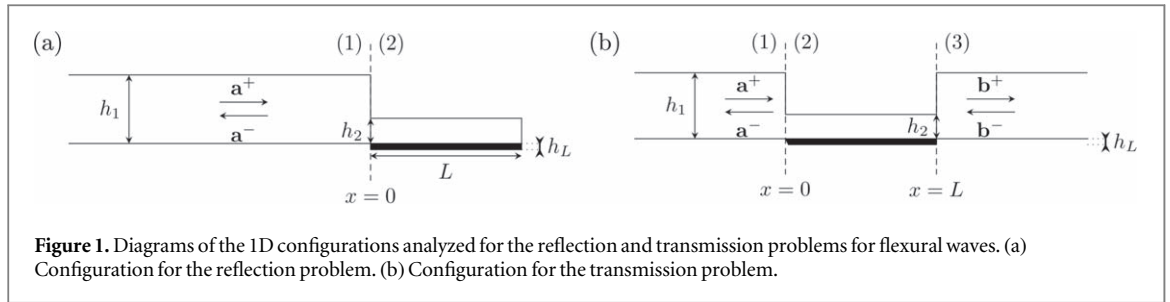 (a)
(1) (2)
a⁺
a⁻
h₁
h₂
h_L
L
x = 0
(b)
(1) (2)
(3)
a⁺
a⁻
b⁺
b⁻
h₁
h₂
h_L
x = 0
x = L
Figure 1. Diagrams of the 1D configurations analyzed for the reflection and transmission problems for flexural waves. (a)
Configuration for the reflection problem. (b) Configuration for the transmission problem.